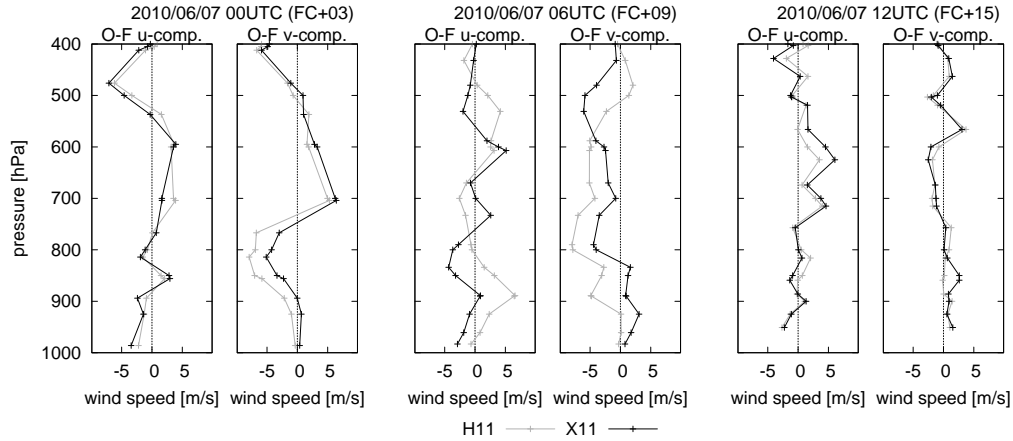 2010/06/07 00UTC (FC+03) 2010/06/07 06UTC (FC+09) 2010/06/07 12UTC (FC+15)
O-F u-comp. O-F v-comp. O-F u-comp. O-F v-comp. O-F u-comp. O-F v-comp.
400
500
600
700
800
900
1000
pressure [hPa]
-5 0 5 -5 0 5 -5 0 5 -5 0 5 -5 0 5 -5 0 5
wind speed [m/s] wind speed [m/s] wind speed [m/s] wind speed [m/s] wind speed [m/s] wind speed [m/s]
H11 X11